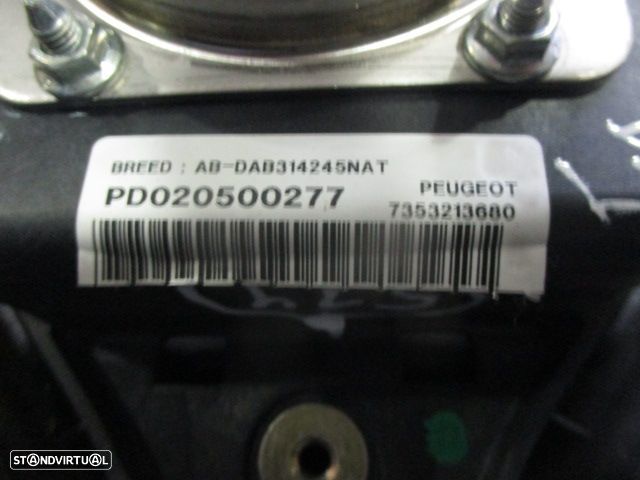 BREED : AB-DAB314245NAT
PD020500277
PEUGEOT
7353213680
STANDVIRTUAL